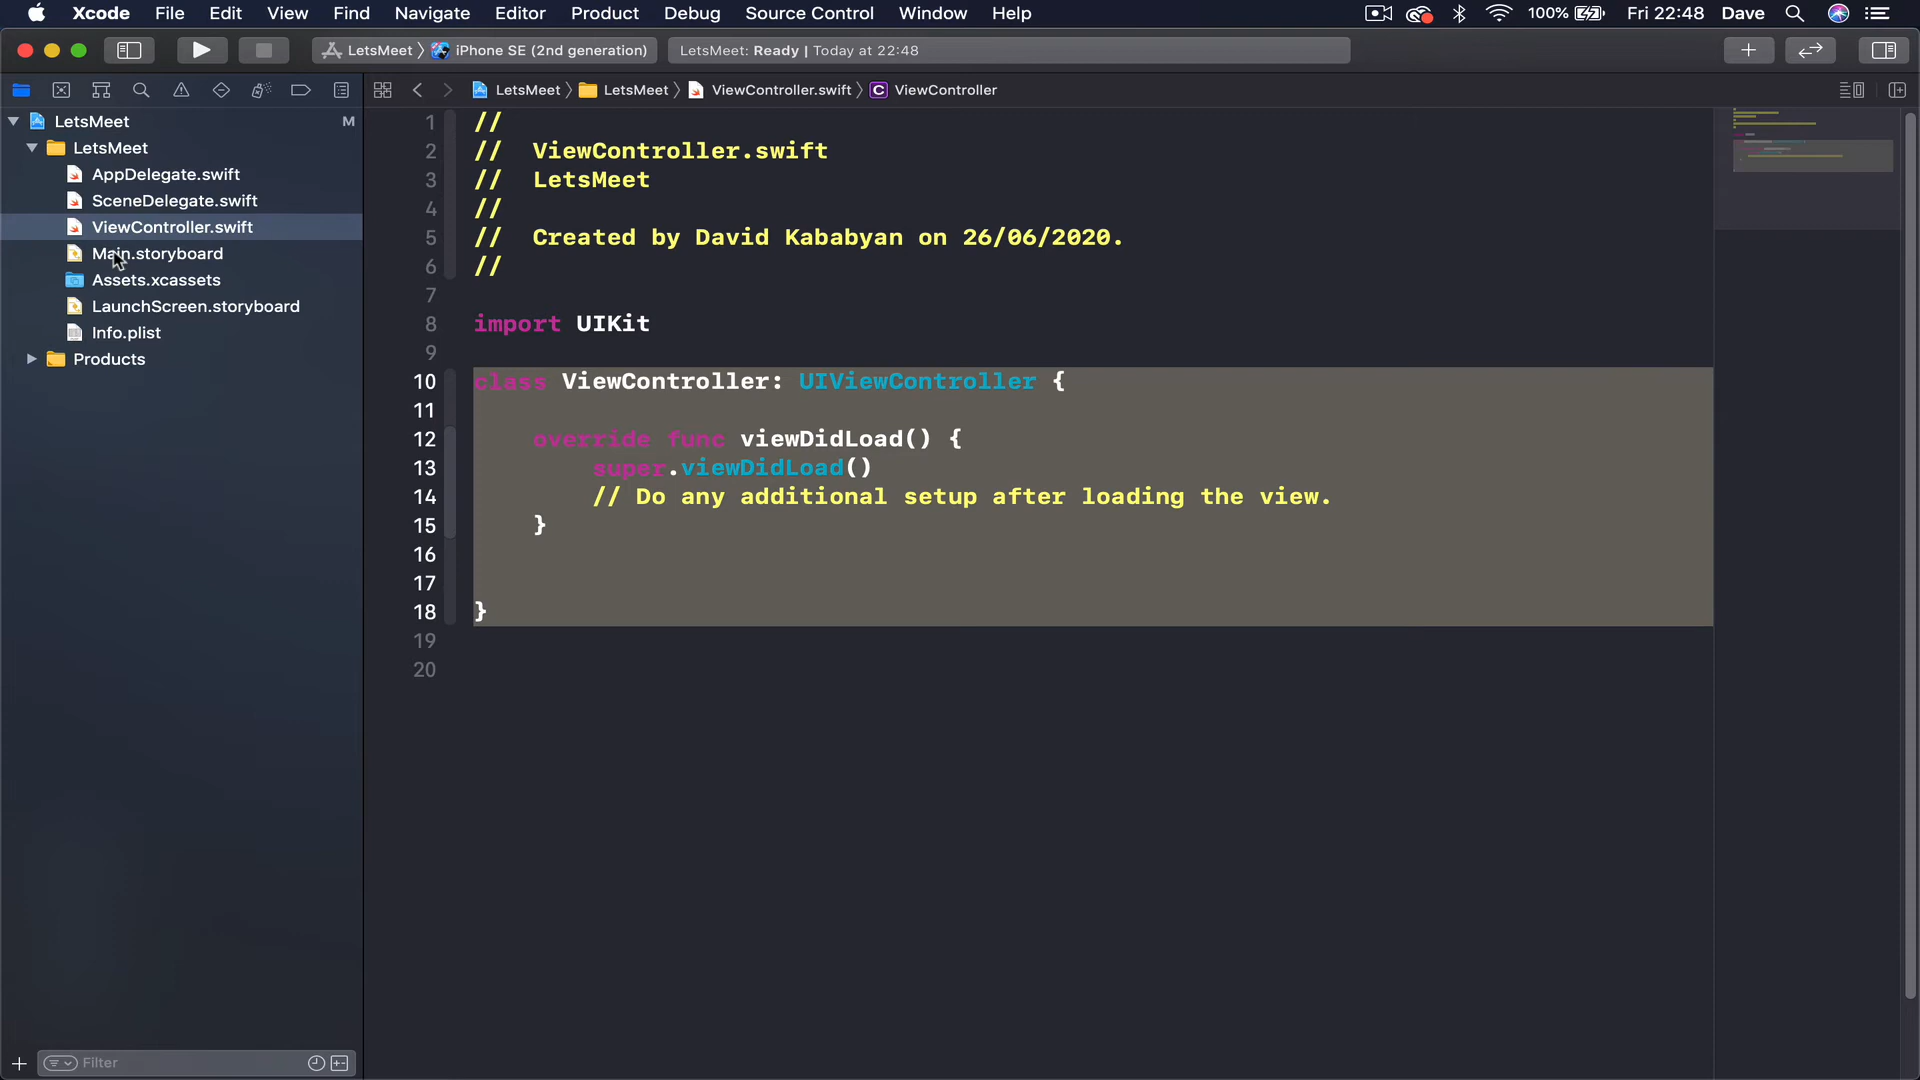 Xcode File Edit View Find Navigate Editor Product Debug Source Control Window Help 100% Fri 22:48 Dave
LetsMeet iPhone SE (2nd generation) LetsMeet: Ready | Today at 22:48
LetsMeet LetsMeet ViewController.swift C ViewController
LetsMeet M
LetsMeet
AppDelegate.swift
SceneDelegate.swift
ViewController.swift
Main.storyboard
Assets.xcassets
LaunchScreen.storyboard
Info.plist
Products
Filter
1 //
2 // ViewController.swift
3 // LetsMeet
4 //
5 // Created by David Kababyan on 26/06/2020.
6 //
7
8 import UIKit
9
10 class ViewController: UIViewController {
11
12 override func viewDidLoad() {
13 super.viewDidLoad()
14 // Do any additional setup after loading the view.
15 }
16
17
18 }
19
20